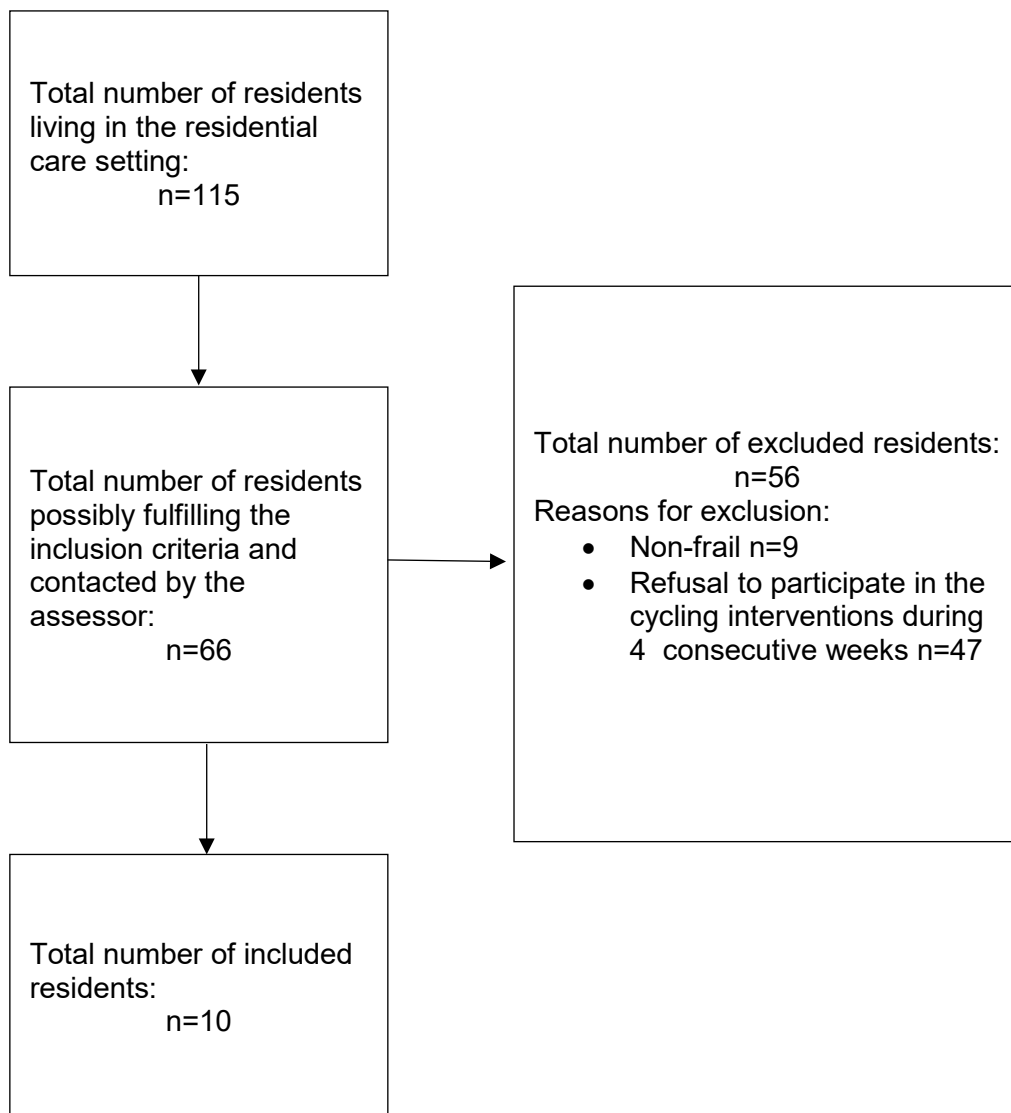 Total number of residents
living in the residential
care setting:
n=115
Total number of residents
possibly fulfilling the
inclusion criteria and
contacted by the
assessor:
n=66
Total number of excluded residents:
n=56
Reasons for exclusion:
• Non-frail n=9
• Refusal to participate in the
cycling interventions during
4 consecutive weeks n=47
Total number of included
residents:
n=10